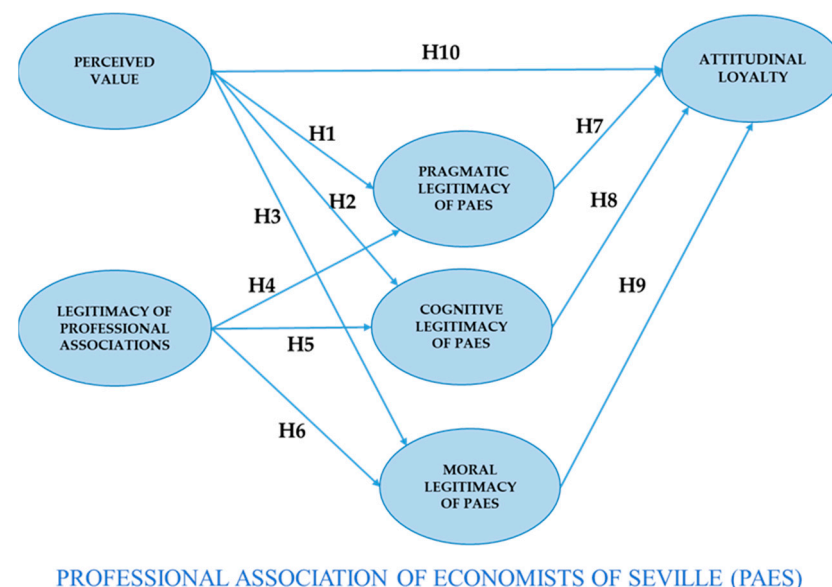 H10
PERCEIVED
VALUE
ATTITUDINAL
LOYALTY
H1
H7
PRAGMATIC
LEGITIMACY
OF PAES
H2
H8
H3
H4
LEGITIMACY OF
PROFESSIONAL
ASSOCIATIONS
COGNITIVE
LEGITIMACY
OF PAES
H9
H5
H6
MORAL
LEGITIMACY
OF PAES
PROFESSIONAL ASSOCIATION OF ECONOMISTS OF SEVILLE (PAES)